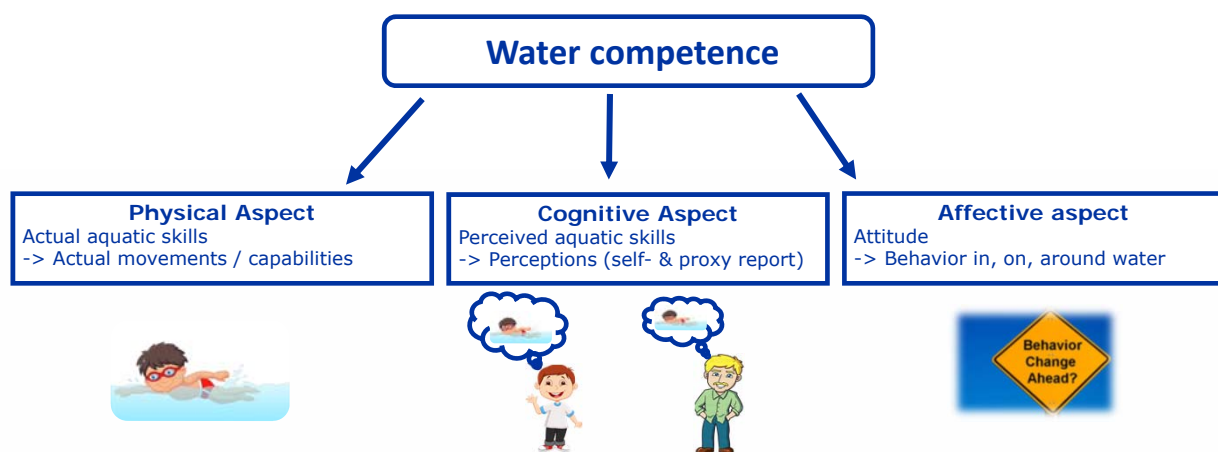 Water competence
Physical Aspect
Actual aquatic skills
-> Actual movements / capabilities
Cognitive Aspect
Perceived aquatic skills
-> Perceptions (self- & proxy report)
Affective aspect
Attitude
-> Behavior in, on, around water
Behavior
Change
Ahead?